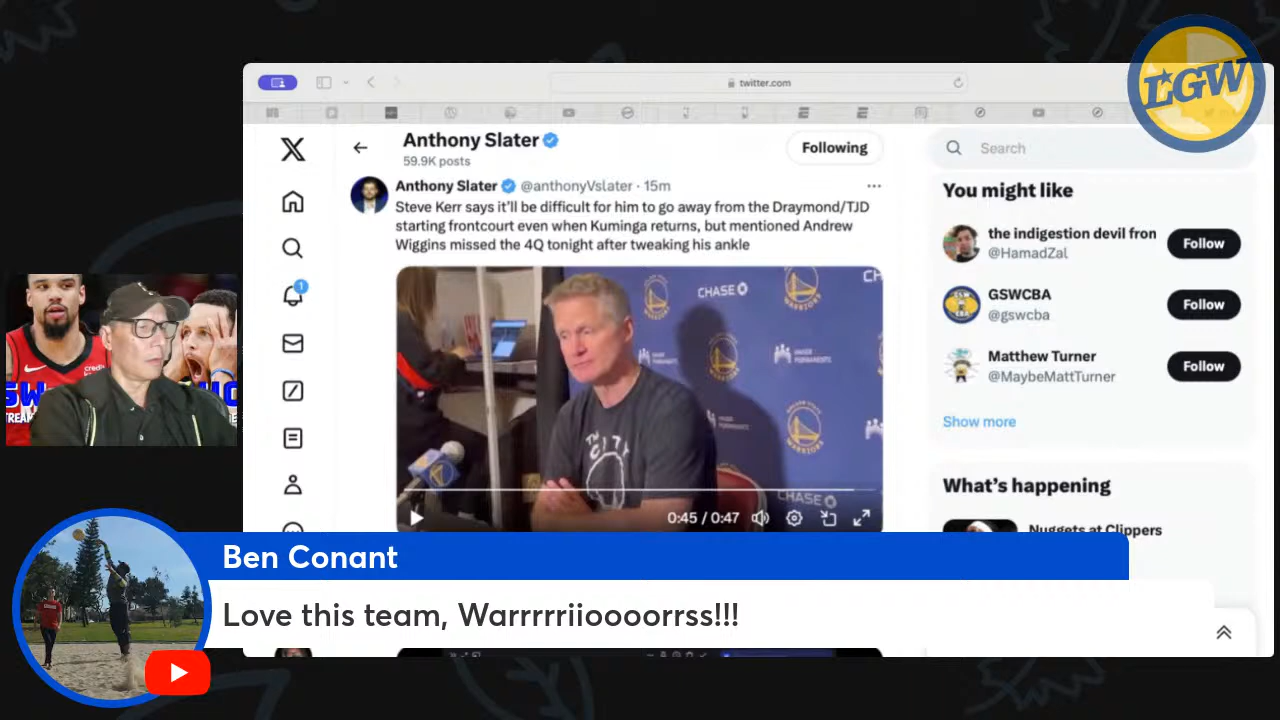 twitter.com
LGW
X
Anthony Slater
59.9K posts
Following
Search
Anthony Slater @anthonyVslater · 15m
Steve Kerr says it'll be difficult for him to go away from the Draymond/TJD
starting frontcourt even when Kuminga returns, but mentioned Andrew
Wiggins missed the 4Q tonight after tweaking his ankle
You might like
the indigestion devil fron
@HamadZal
Follow
GSWCBA
@gswcba
Follow
Matthew Turner
@MaybeMattTurner
Follow
Show more
1
CHASE
CH
THE CITY
CHASE
0:45 / 0:47
What's happening
Nuggets at Clippers
Ben Conant
Love this team, Warrrrriioooorrss!!!